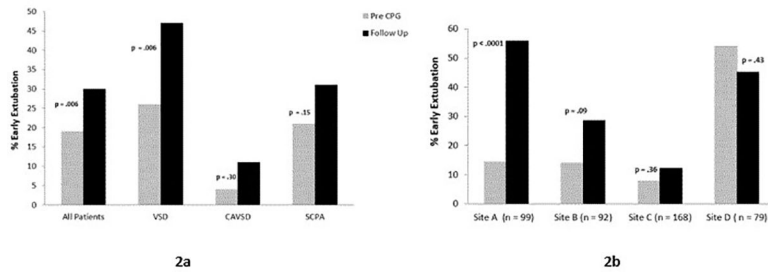 50
45
40
35
30
25
20
15
10
5
0
% Early Extubation
p = .006
p = .006
p = .30
p = .15
All Patients
VSD
CAVSD
SCPA
Pre CPG
Follow Up
2a
60
50
40
30
20
10
0
% Early Extubation
p < .0001
p = .09
p = .36
p = .43
Site A (n = 99)
Site B (n = 92)
Site C (n = 168)
Site D ( n = 79)
2b